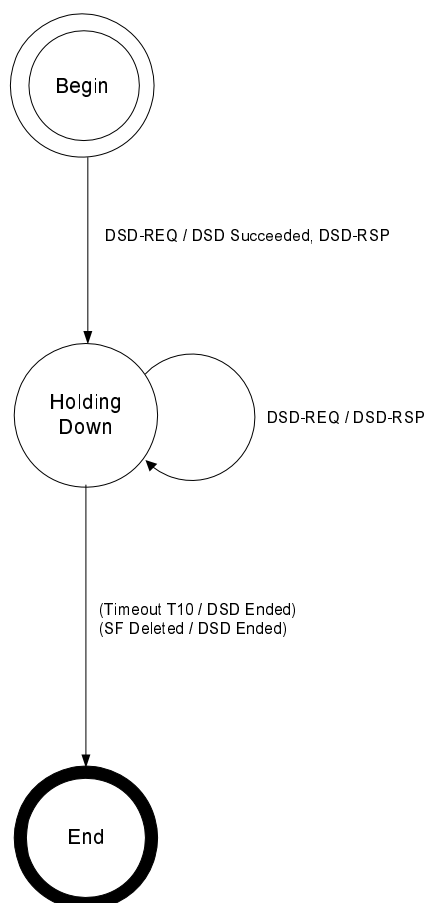 Begin
DSD-REQ / DSD Succeeded, DSD-RSP
Holding
Down
DSD-REQ / DSD-RSP
(Timeout T10 / DSD Ended)
(SF Deleted / DSD Ended)
End